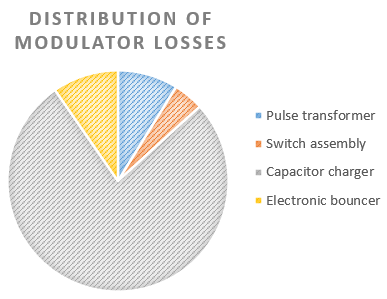 DISTRIBUTION OF
MODULATOR LOSSES
Pulse transformer
Switch assembly
Capacitor charger
Electronic bouncer